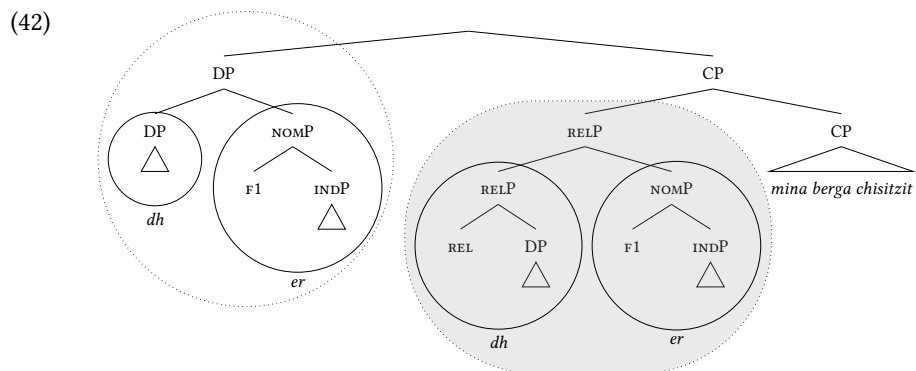 (42)
DP CP
DP NOMP RELP CP
F1 INDP RELP NOMP mina berga chisitzit
dh
REL DP F1 INDP
er
dh er